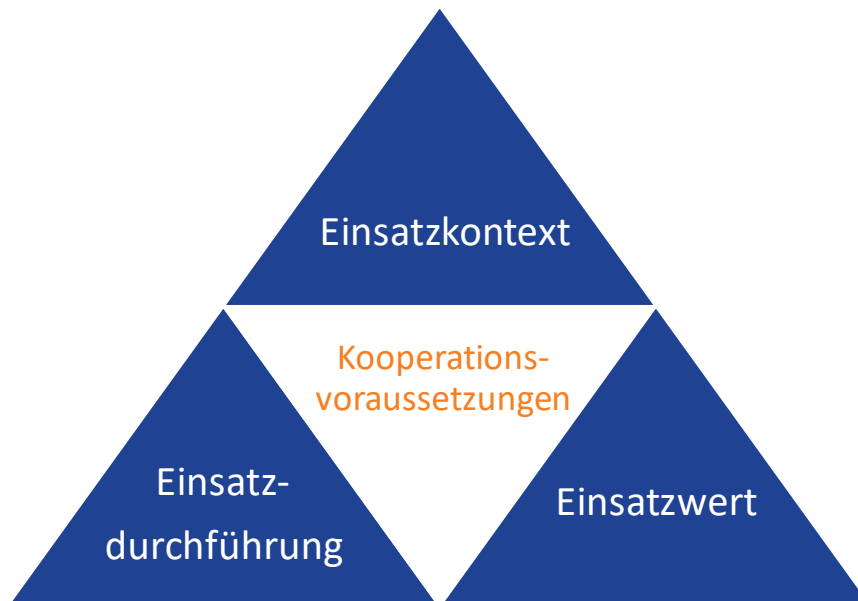 Einsatzkontext
Kooperations-
voraussetzungen
Einsatz-
durchführung
Einsatzwert